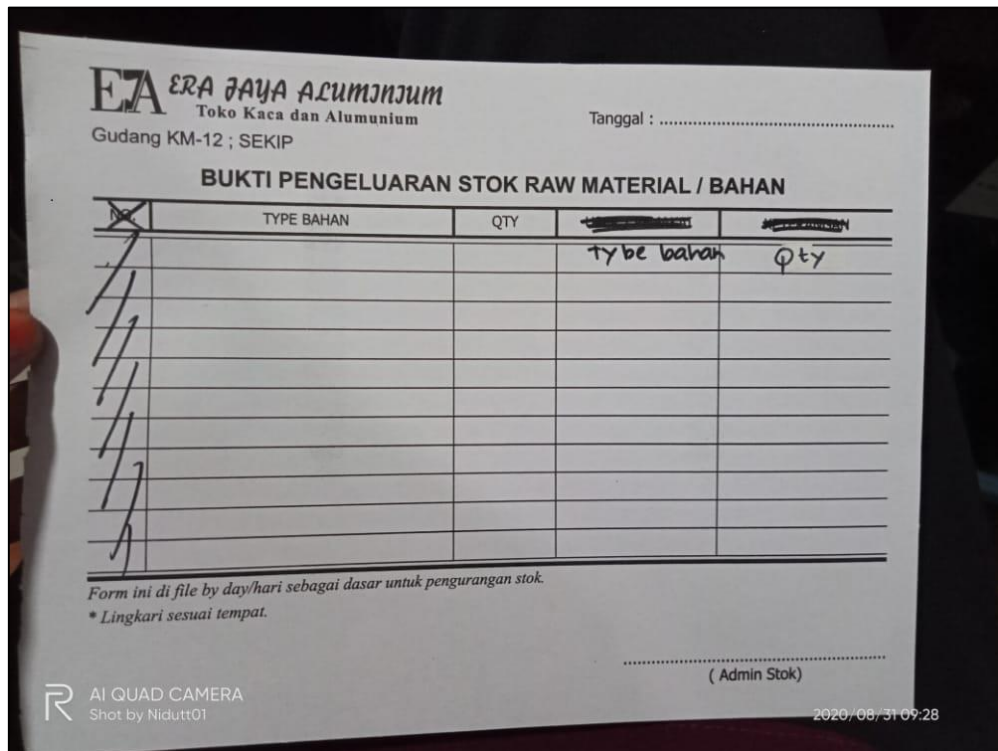 EA ERA JAYA ALUMINIUM
Toko Kaca dan Alumunium
Gudang KM-12 ; SEKIP
Tanggal : ........................................................
BUKTI PENGELUARAN STOK RAW MATERIAL / BAHAN
NO. TYPE BAHAN QTY
Tybe bahan Qty
Form ini di file by day/hari sebagai dasar untuk pengurangan stok.
* Lingkari sesuai tempat.
( Admin Stok)
AI QUAD CAMERA
Shot by Nidutt01
2020/08/31 09:28